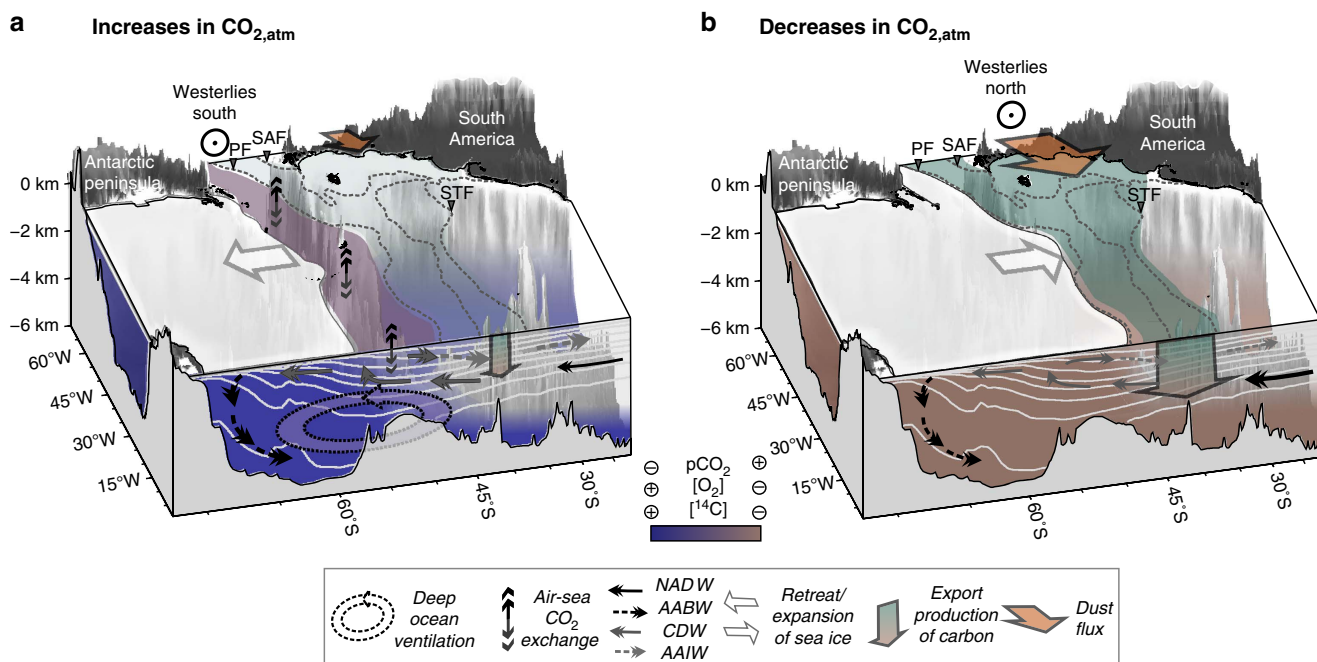 a Increases in CO2,atm
Westerlies
south
PF
SAF
South
America
Antarctic
peninsula
STF
0 km
−2 km
−4 km
−6 km
60°W
45°W
30°W
15°W
60°S
45°S
30°S
b Decreases in CO2,atm
Westerlies
north
PF
SAF
South
America
Antarctic
peninsula
STF
0 km
−2 km
−4 km
−6 km
60°W
45°W
30°W
15°W
60°S
45°S
30°S
⊖ pCO2 ⊕
⊕ [O2] ⊖
⊕ [14C] ⊖
Deep
ocean
ventilation
Air-sea
CO2
exchange
NADW
AABW
CDW
AAIW
Retreat/
expansion
of sea ice
Export
production
of carbon
Dust
flux